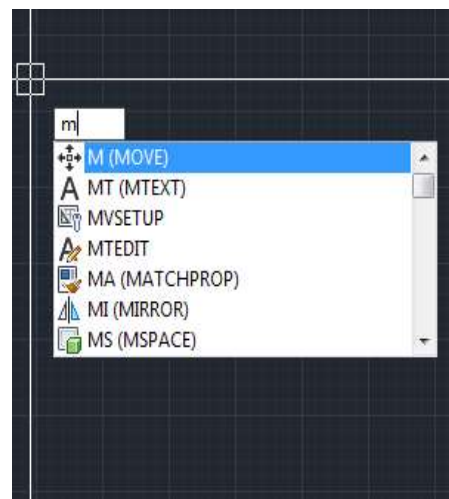 m
M (MOVE)
MT (MTEXT)
MVSETUP
MTEDIT
MA (MATCHPROP)
MI (MIRROR)
MS (MSPACE)